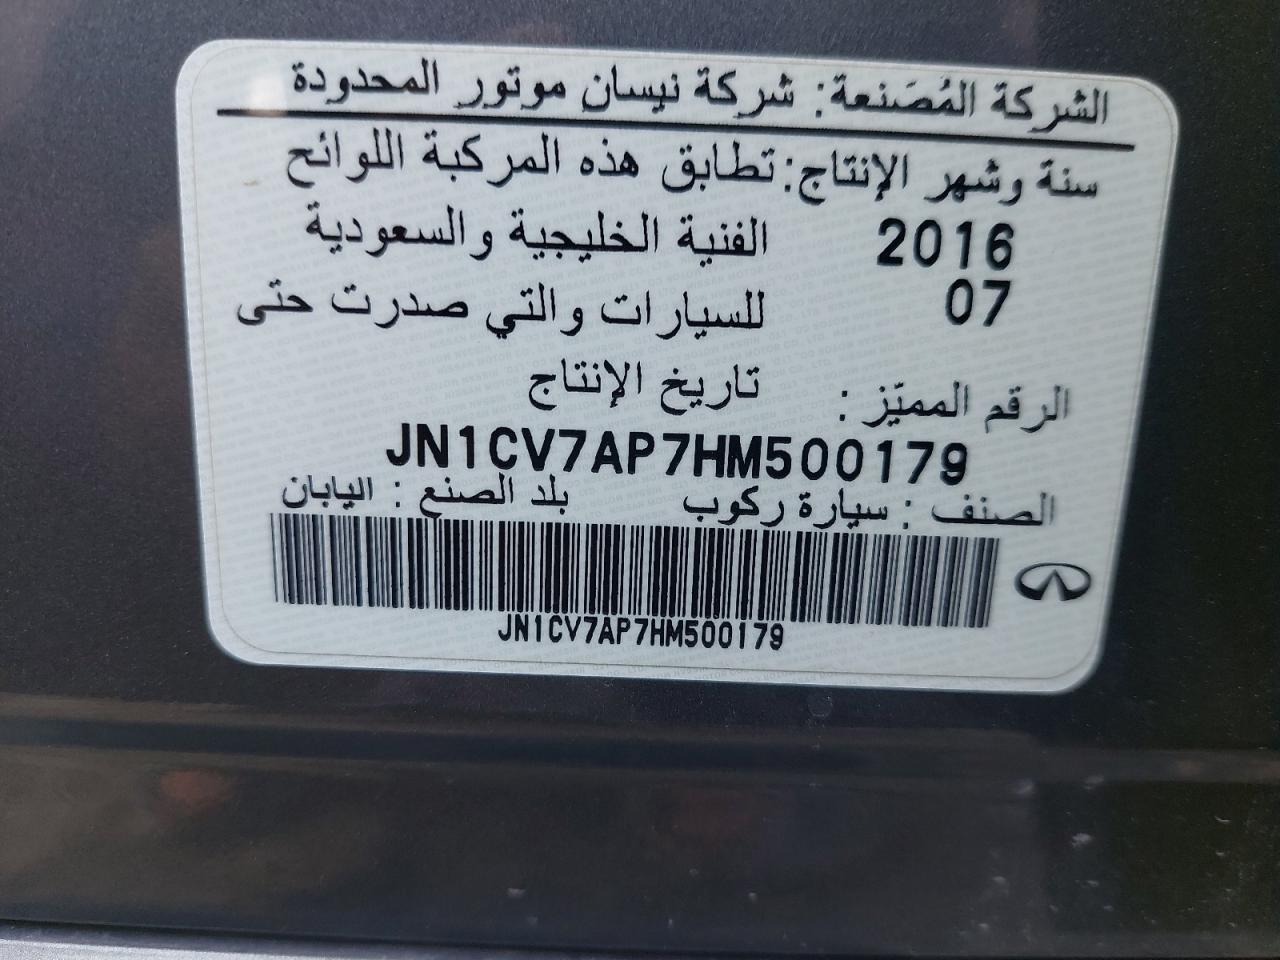 الشركة المُصَنعة: شركة نيسان موتور المحدودة
سنة وشهر الإنتاج: تطابق هذه المركبة اللوائح
2016 الفنية الخليجية والسعودية
07 للسيارات والتي صدرت حتى
تاريخ الإنتاج
الرقم المميّز :
JN1CV7AP7HM500179
الصنف : سيارة ركوب بلد الصنع : اليابان
JN1CV7AP7HM500179